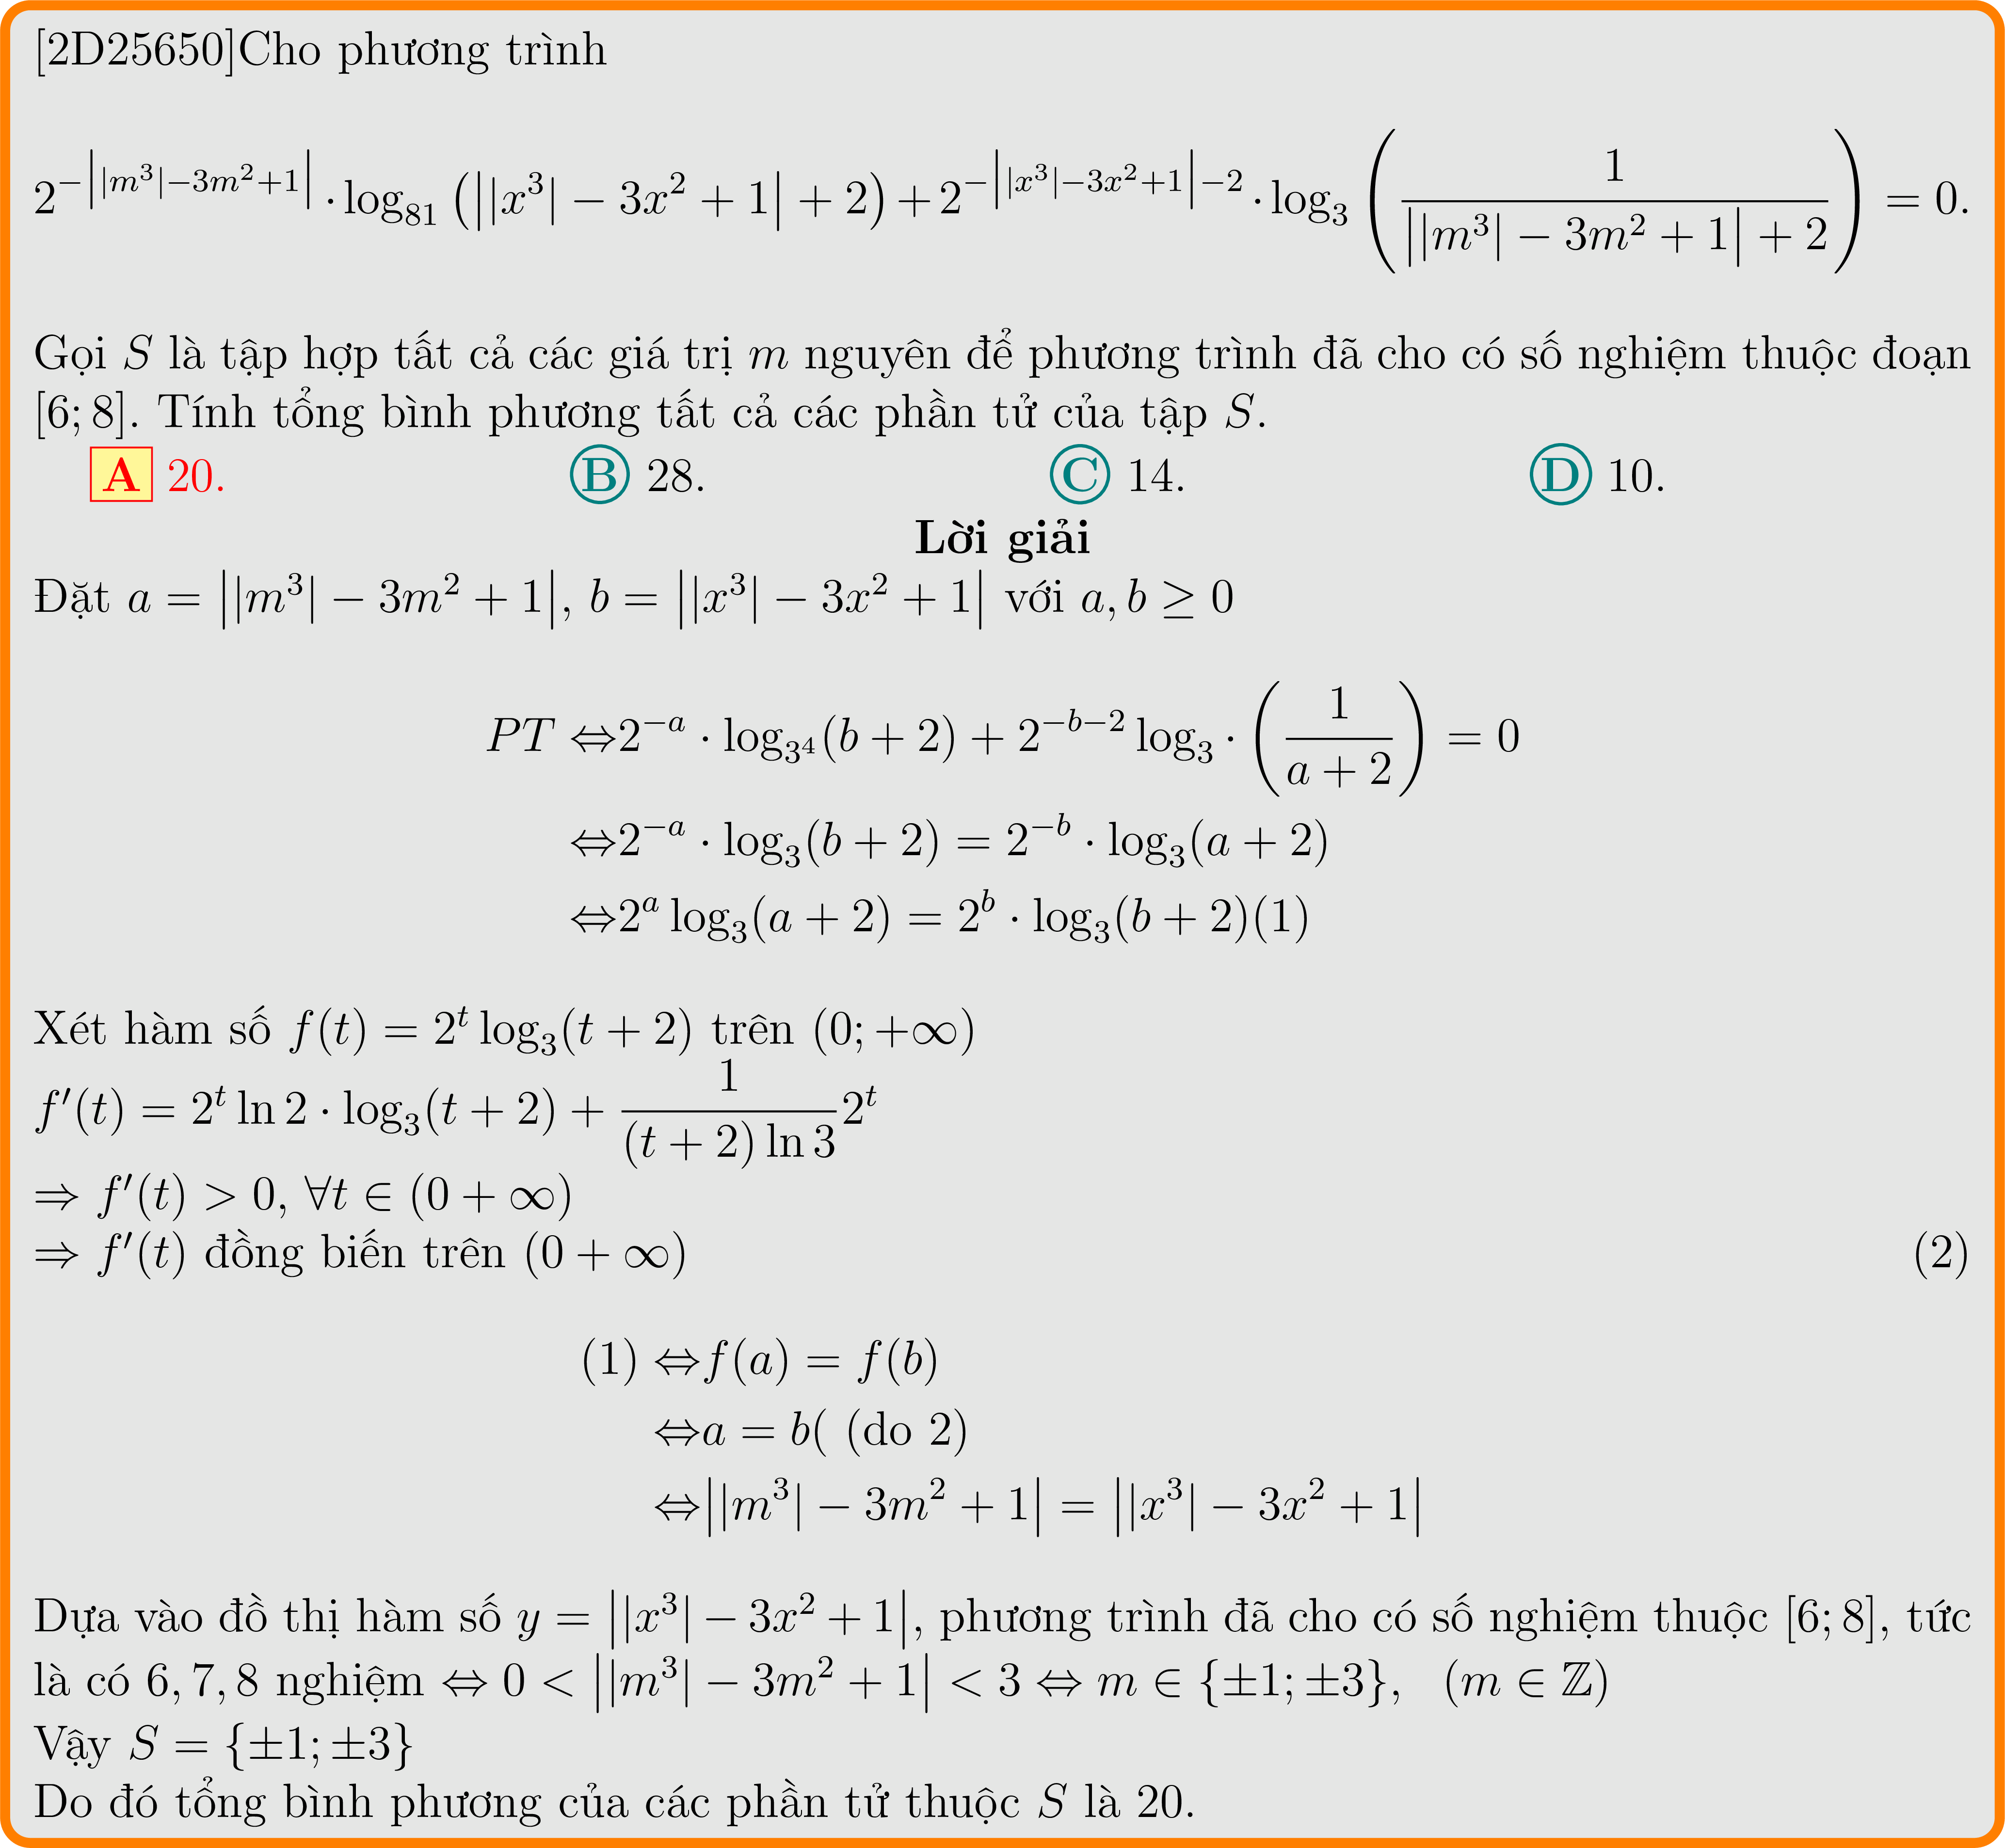 [2D25650]Cho phương trình
$2^{-\left||m^3|-3m^2+1\right|} \cdot \log_{81}\left(\left||x^3|-3x^2+1\right|+2\right) + 2^{-\left||x^3|-3x^2+1\right|-2} \cdot \log_3\left(\frac{1}{\left||m^3|-3m^2+1\right|+2}\right) = 0.$
Gọi $S$ là tập hợp tất cả các giá trị $m$ nguyên để phương trình đã cho có số nghiệm thuộc đoạn
$[6;8]$. Tính tổng bình phương tất cả các phần tử của tập $S$.
A 20. B 28. C 14. D 10.
Lời giải
Đặt $a = \left||m^3|-3m^2+1\right|$, $b = \left||x^3|-3x^2+1\right|$ với $a, b \geq 0$
$PT \Leftrightarrow 2^{-a} \cdot \log_{3^4}(b+2) + 2^{-b-2} \log_3 \cdot \left(\frac{1}{a+2}\right) = 0$
$\Leftrightarrow 2^{-a} \cdot \log_3(b+2) = 2^{-b} \cdot \log_3(a+2)$
$\Leftrightarrow 2^a \log_3(a+2) = 2^b \cdot \log_3(b+2)(1)$
Xét hàm số $f(t) = 2^t \log_3(t+2)$ trên $(0;+\infty)$
$f'(t) = 2^t \ln 2 \cdot \log_3(t+2) + \frac{1}{(t+2)\ln 3} 2^t$
$\Rightarrow f'(t) > 0, \forall t \in (0+\infty)$
$\Rightarrow f'(t)$ đồng biến trên $(0+\infty)$ (2)
$(1) \Leftrightarrow f(a) = f(b)$
$\Leftrightarrow a = b($ (do 2)
$\Leftrightarrow \left||m^3|-3m^2+1\right| = \left||x^3|-3x^2+1\right|$
Dựa vào đồ thị hàm số $y = \left||x^3|-3x^2+1\right|$, phương trình đã cho có số nghiệm thuộc $[6;8]$, tức
là có $6, 7, 8$ nghiệm $\Leftrightarrow 0 < \left||m^3|-3m^2+1\right| < 3 \Leftrightarrow m \in \{\pm1;\pm3\}, \ (m \in \mathbb{Z})$
Vậy $S = \{\pm1;\pm3\}$
Do đó tổng bình phương của các phần tử thuộc $S$ là 20.